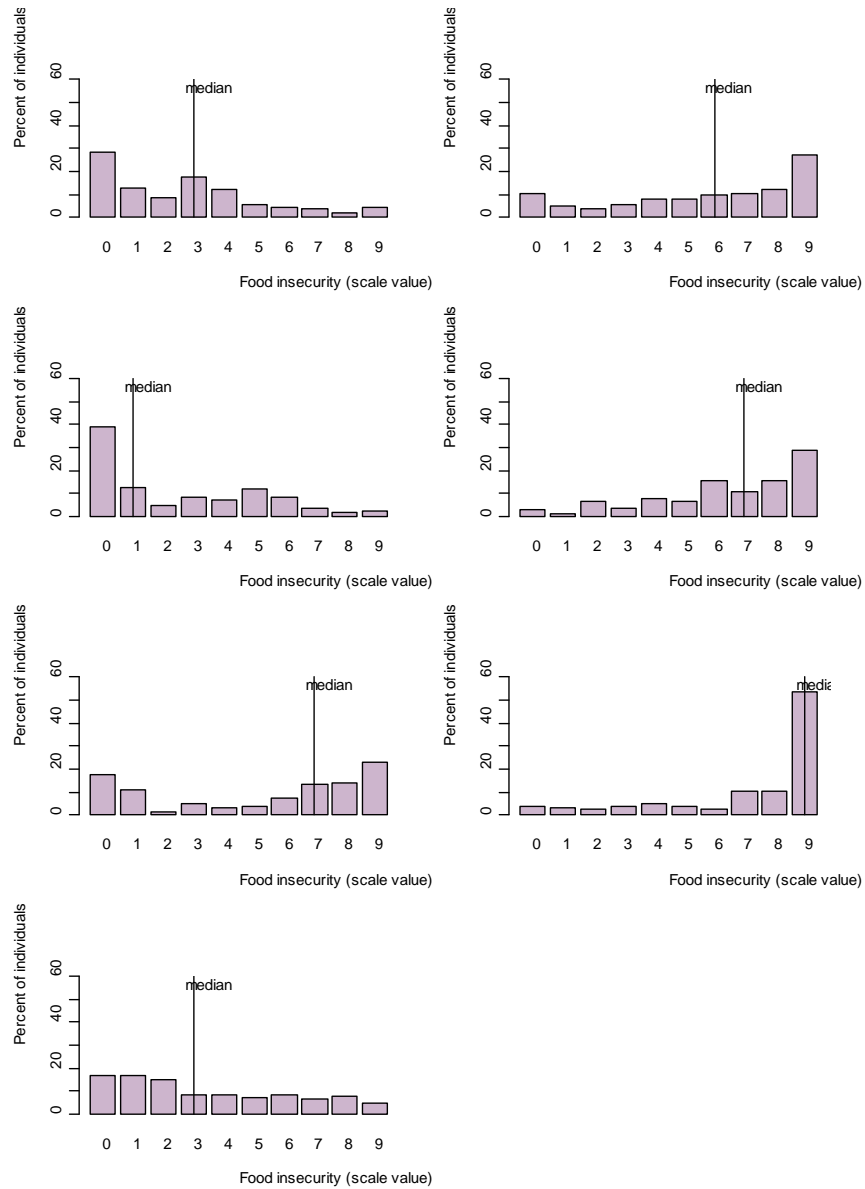 Percent of individuals
60
40
20
0
median
0 1 2 3 4 5 6 7 8 9
Food insecurity (scale value)
Percent of individuals
60
40
20
0
median
0 1 2 3 4 5 6 7 8 9
Food insecurity (scale value)
Percent of individuals
60
40
20
0
median
0 1 2 3 4 5 6 7 8 9
Food insecurity (scale value)
Percent of individuals
60
40
20
0
median
0 1 2 3 4 5 6 7 8 9
Food insecurity (scale value)
Percent of individuals
60
40
20
0
median
0 1 2 3 4 5 6 7 8 9
Food insecurity (scale value)
Percent of individuals
60
40
20
0
media
0 1 2 3 4 5 6 7 8 9
Food insecurity (scale value)
Percent of individuals
60
40
20
0
median
0 1 2 3 4 5 6 7 8 9
Food insecurity (scale value)